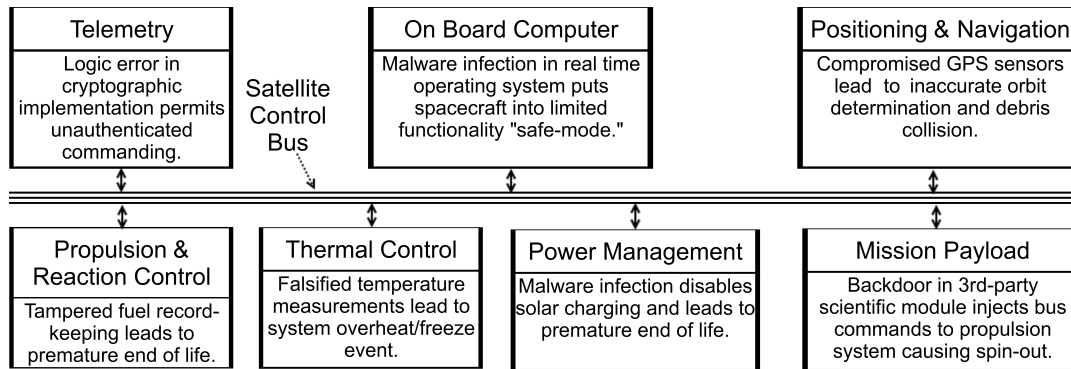 Telemetry
Logic error in
cryptographic
implementation permits
unauthenticated
commanding.
Satellite
Control
Bus
On Board Computer
Malware infection in real time
operating system puts
spacecraft into limited
functionality "safe-mode."
Positioning & Navigation
Compromised GPS sensors
lead to inaccurate orbit
determination and debris
collision.
Propulsion &
Reaction Control
Tampered fuel record-
keeping leads to
premature end of life.
Thermal Control
Falsified temperature
measurements lead to
system overheat/freeze
event.
Power Management
Malware infection disables
solar charging and leads to
premature end of life.
Mission Payload
Backdoor in 3rd-party
scientific module injects bus
commands to propulsion
system causing spin-out.